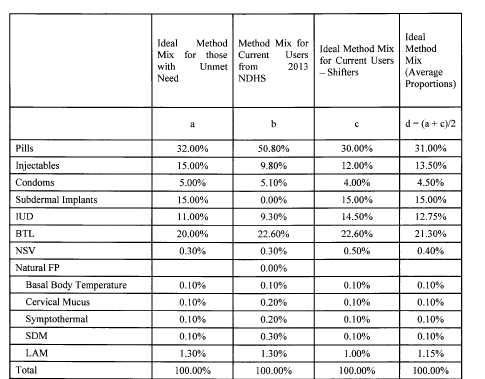 Ideal Method Mix for those with Unmet Need | Method Mix for Current Users from 2013 NDHS | Ideal Method Mix for Current Users – Shifters | Ideal Method Mix (Average Proportions)
a | b | c | d = (a + c)/2
Pills | 32.00% | 50.80% | 30.00% | 31.00%
Injectables | 15.00% | 9.80% | 12.00% | 13.50%
Condoms | 5.00% | 5.10% | 4.00% | 4.50%
Subdermal Implants | 15.00% | 0.00% | 15.00% | 15.00%
IUD | 11.00% | 9.30% | 14.50% | 12.75%
BTL | 20.00% | 22.60% | 22.60% | 21.30%
NSV | 0.30% | 0.30% | 0.50% | 0.40%
Natural FP | 0.00%
Basal Body Temperature | 0.10% | 0.10% | 0.10% | 0.10%
Cervical Mucus | 0.10% | 0.20% | 0.10% | 0.10%
Symptothermal | 0.10% | 0.20% | 0.10% | 0.10%
SDM | 0.10% | 0.30% | 0.10% | 0.10%
LAM | 1.30% | 1.30% | 1.00% | 1.15%
Total | 100.00% | 100.00% | 100.00% | 100.00%